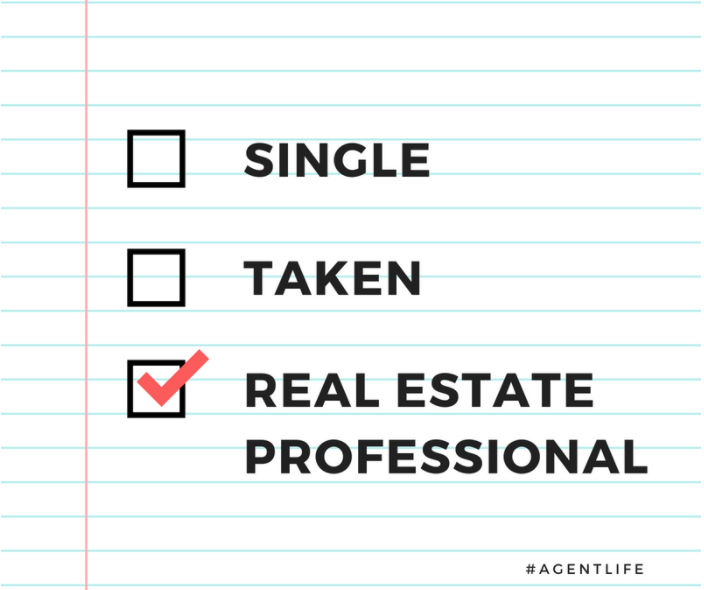 SINGLE
TAKEN
REAL ESTATE
PROFESSIONAL
#AGENTLIFE